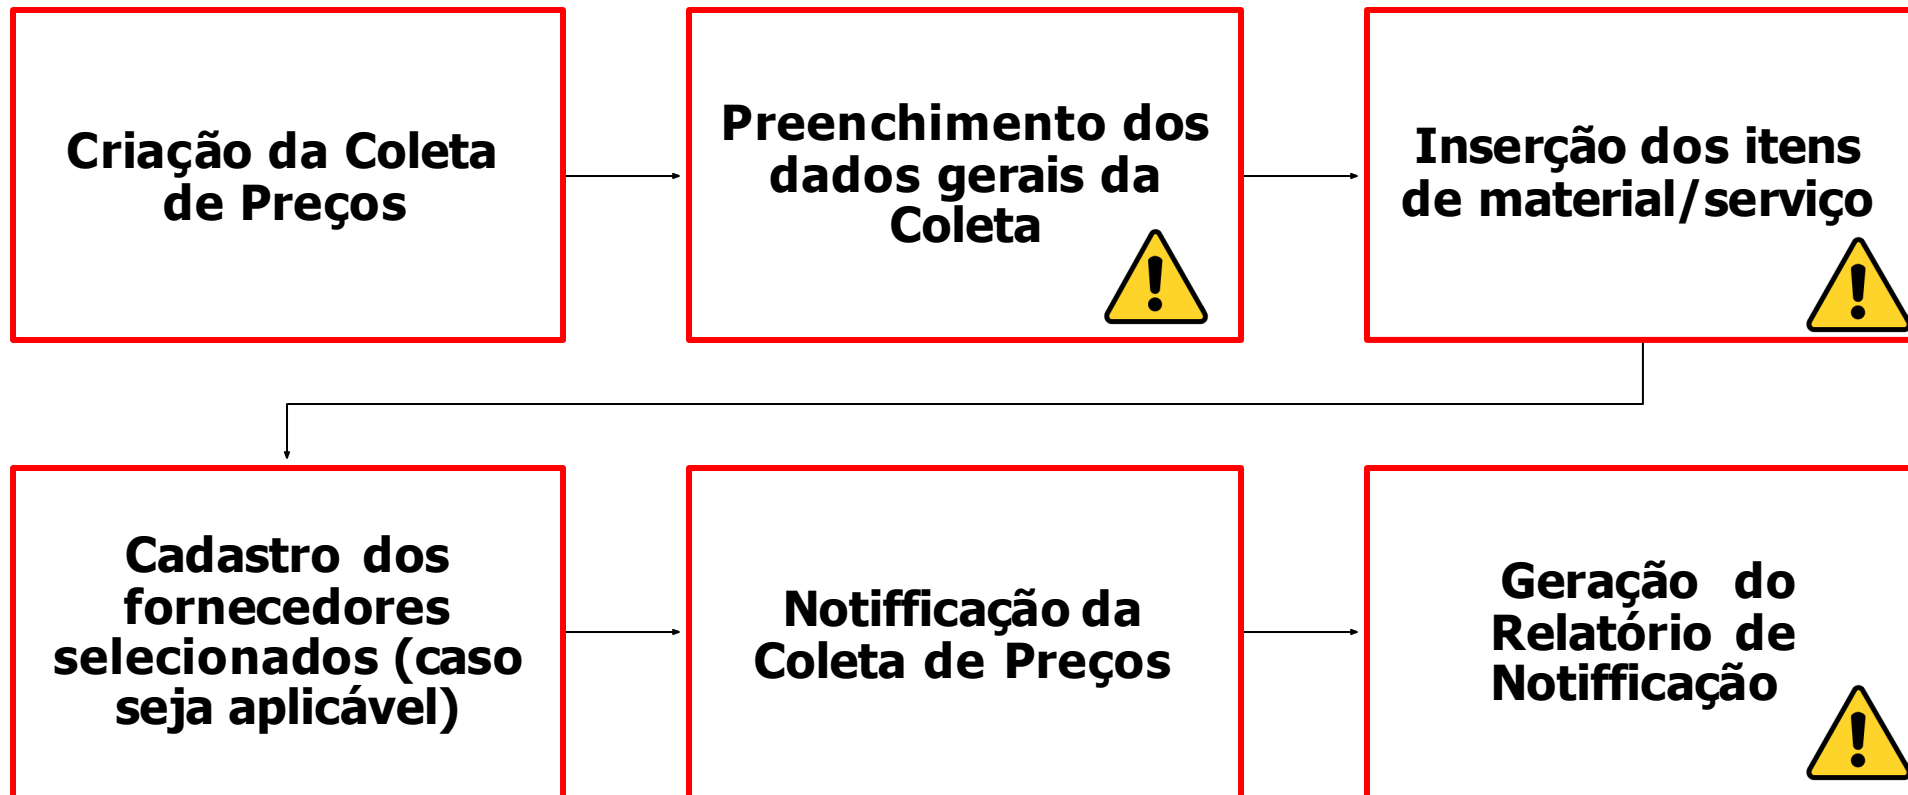 Criação da Coleta
de Preços
Preenchimento dos
dados gerais da
Coleta
Inserção dos itens
de material/serviço
Cadastro dos
fornecedores
selecionados (caso
seja aplicável)
Notifficação da
Coleta de Preços
Geração do
Relatório de
Notifficação